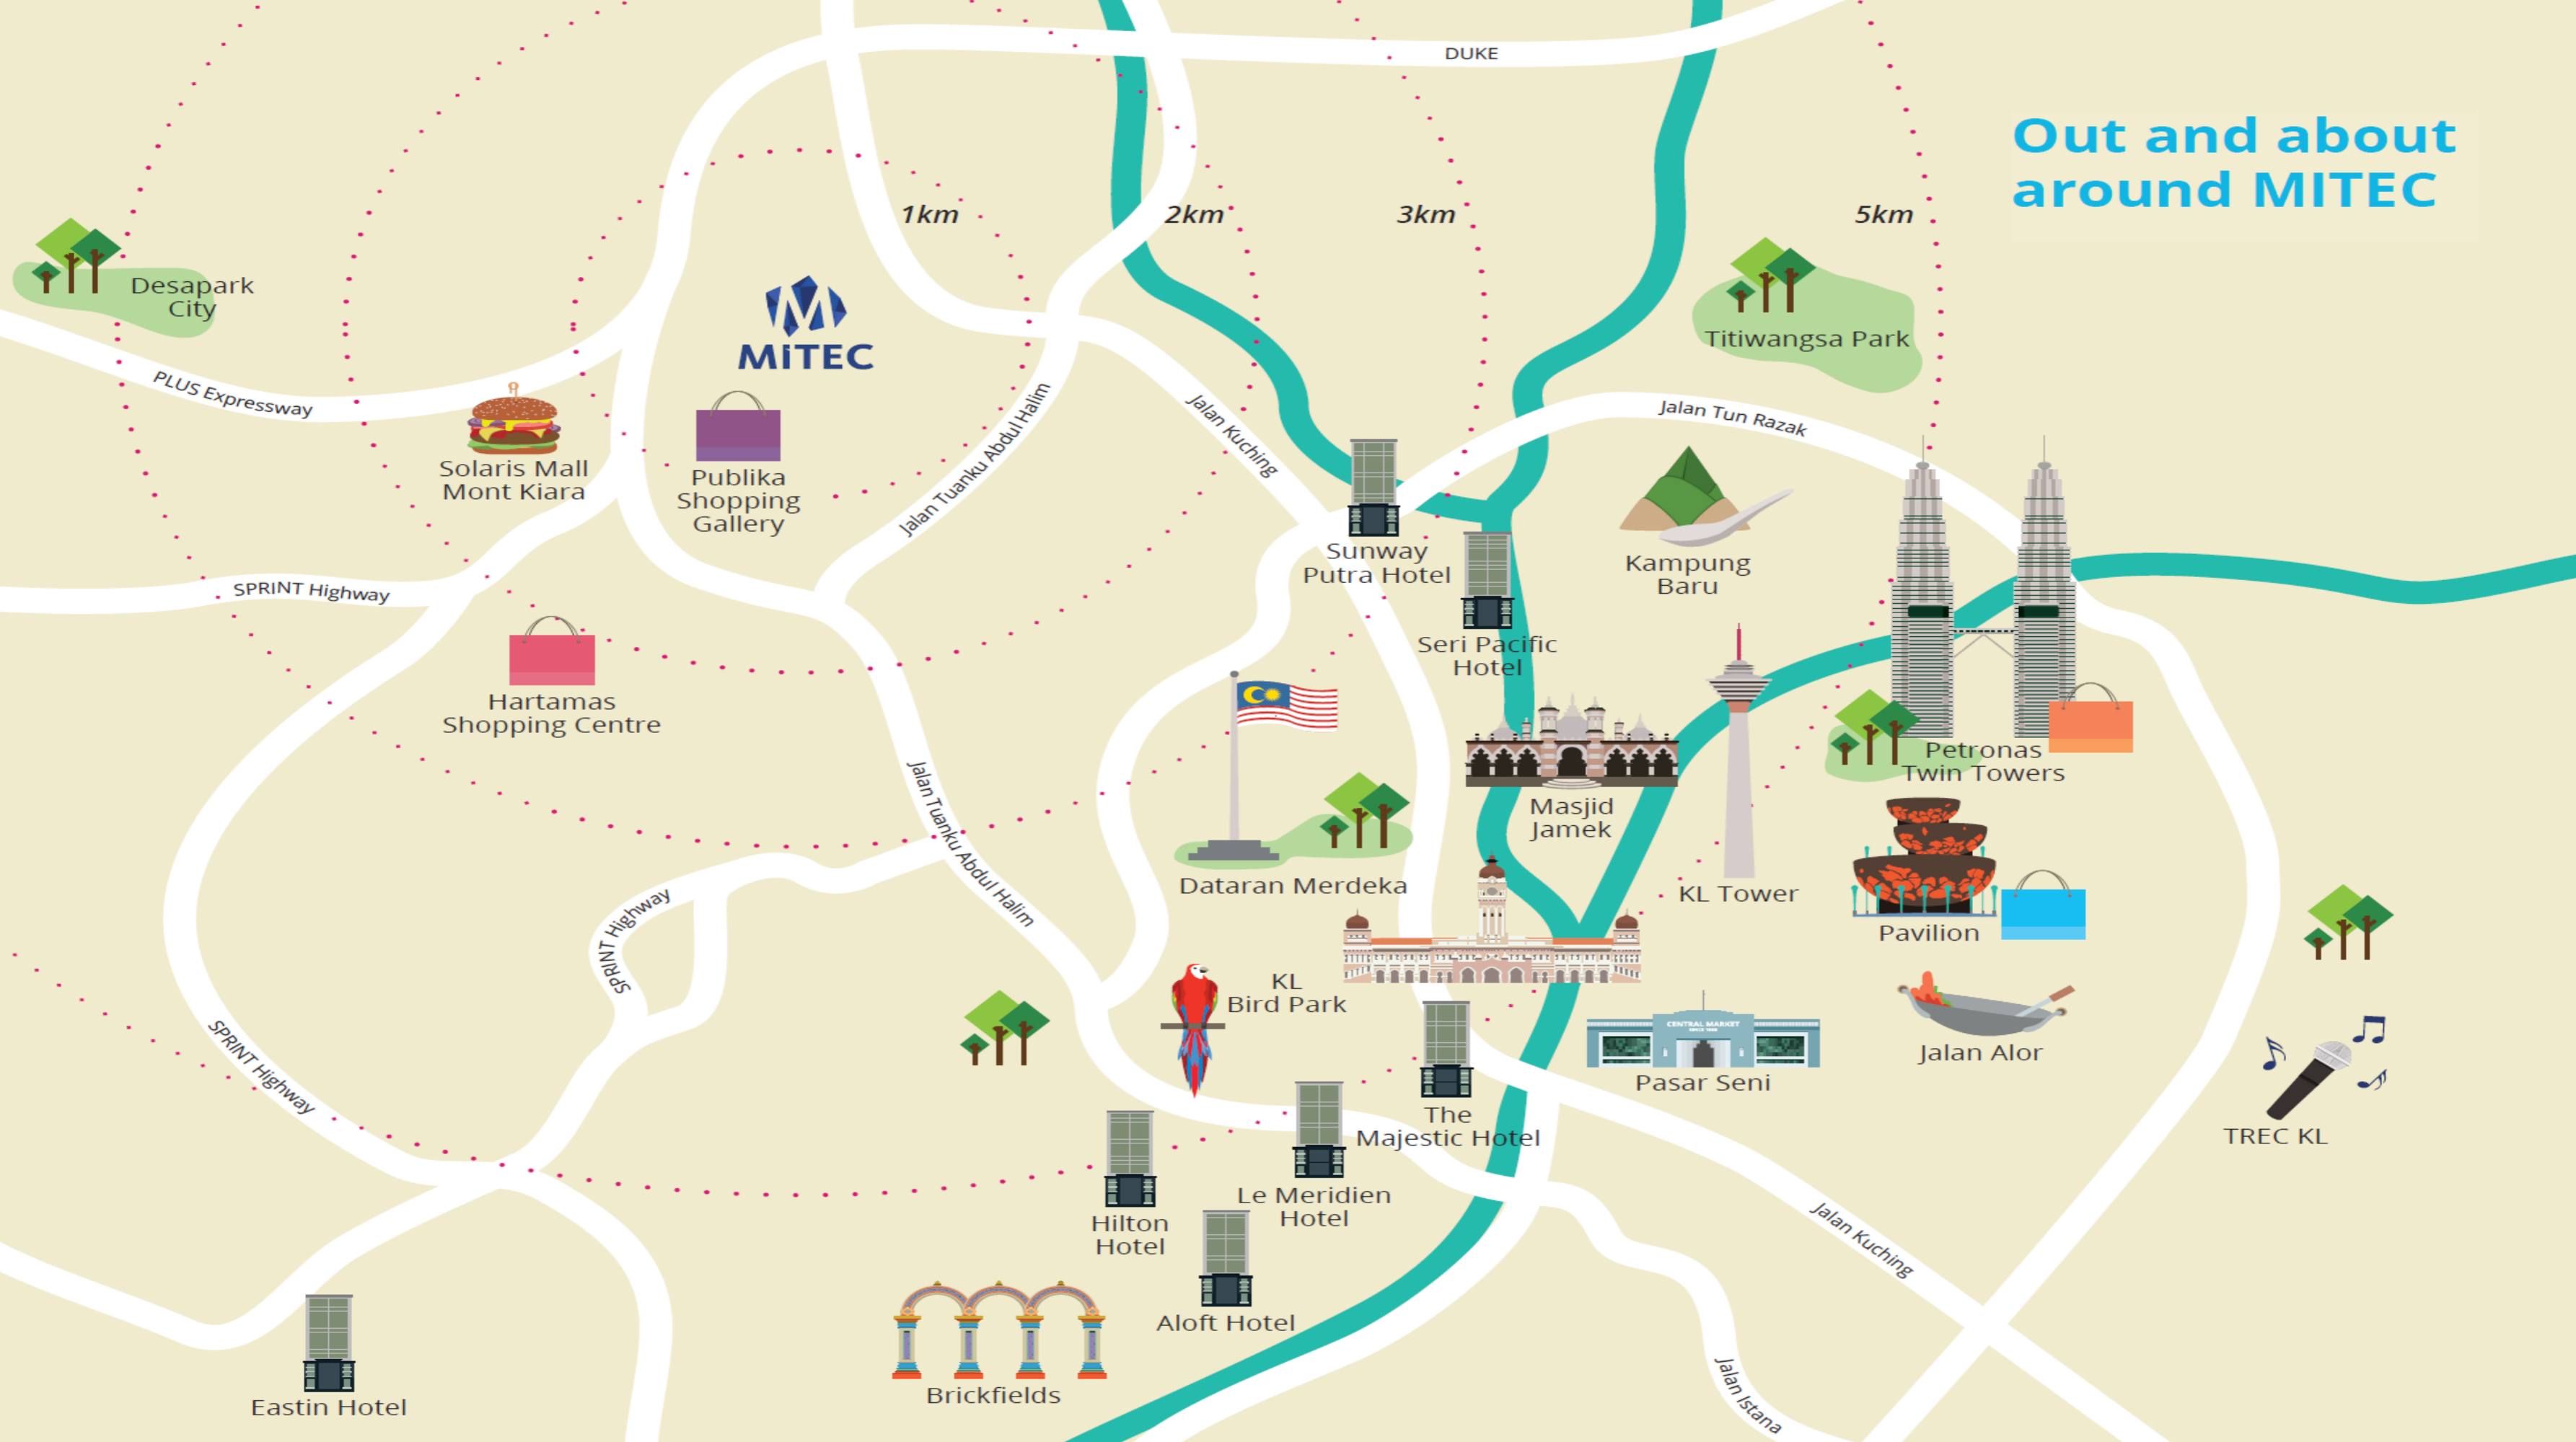 DUKE
Out and about
around MITEC
1km
2km
3km
5km
Desapark
City
MiTEC
Titiwangsa Park
PLUS Expressway
Jalan Kuching
Jalan Tun Razak
Jalan Tuanku Abdul Halim
Solaris Mall
Mont Kiara
Publika
Shopping
Gallery
Sunway
Putra Hotel
Kampung
Baru
SPRINT Highway
Seri Pacific
Hotel
Hartamas
Shopping Centre
Petronas
Twin Towers
Masjid
Jamek
Jalan Tuanku Abdul Halim
Dataran Merdeka
KL Tower
Pavilion
SPRINT Highway
KL
Bird Park
CENTRAL MARKET
SINCE 1888
Jalan Alor
SPRINT Highway
Pasar Seni
The
Majestic Hotel
TREC KL
Le Meridien
Hotel
Hilton
Hotel
Jalan Kuching
Aloft Hotel
Brickfields
Eastin Hotel
Jalan Istana